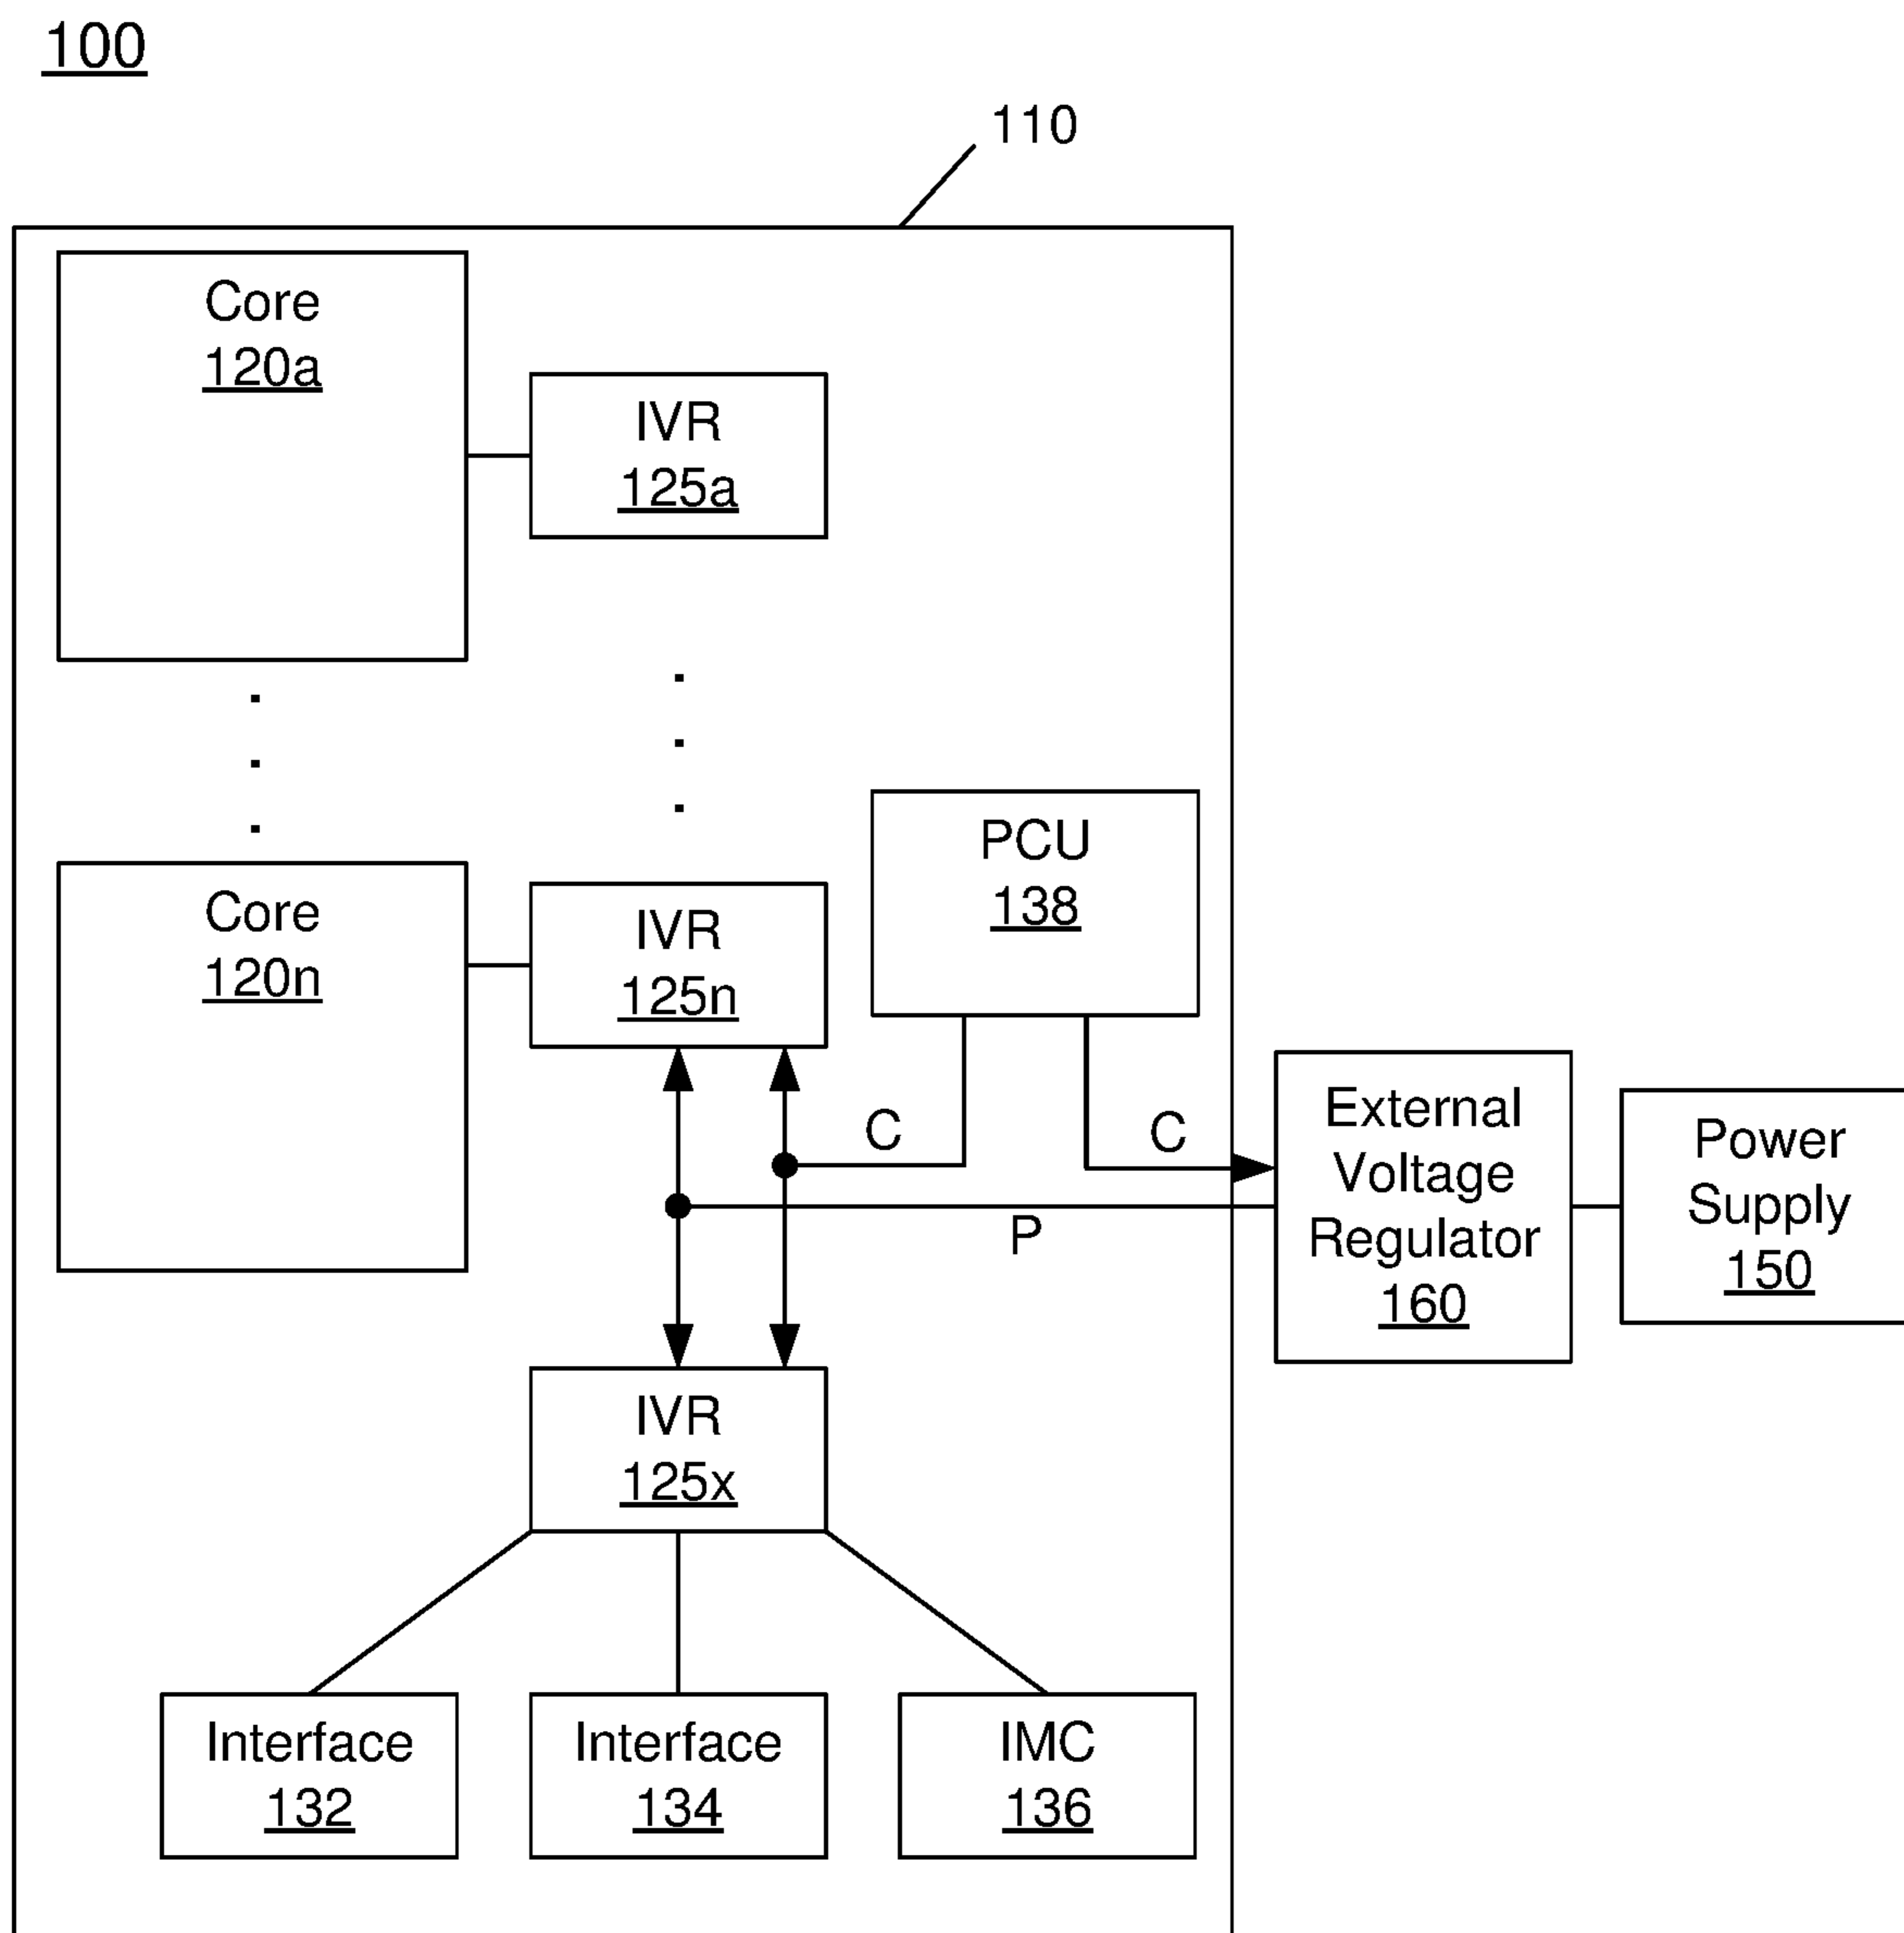 100
110
Core
120a
IVR
125a
Core
120n
IVR
125n
PCU
138
C
C
P
External
Voltage
Regulator
160
Power
Supply
150
IVR
125x
Interface
132
Interface
134
IMC
136